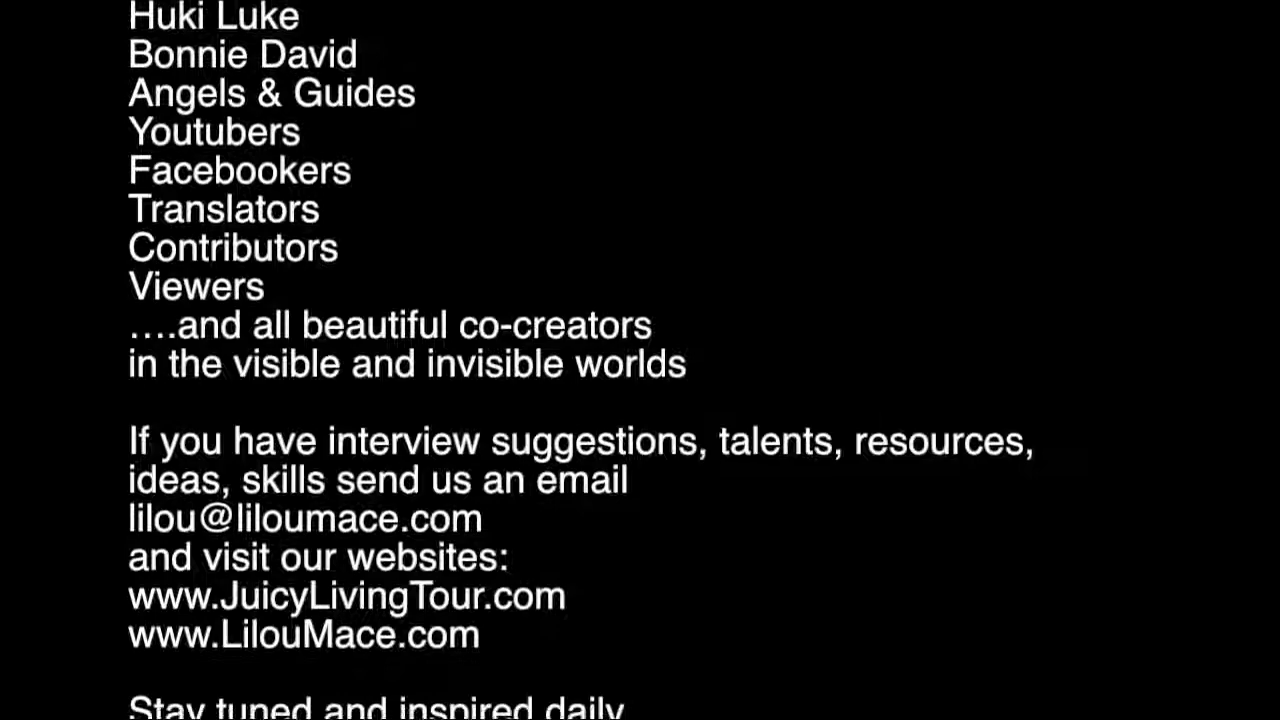 Huki Luke
Bonnie David
Angels & Guides
Youtubers
Facebookers
Translators
Contributors
Viewers
….and all beautiful co-creators
in the visible and invisible worlds
If you have interview suggestions, talents, resources,
ideas, skills send us an email
lilou@liloumace.com
and visit our websites:
www.JuicyLivingTour.com
www.LilouMace.com
Stay tuned and inspired daily